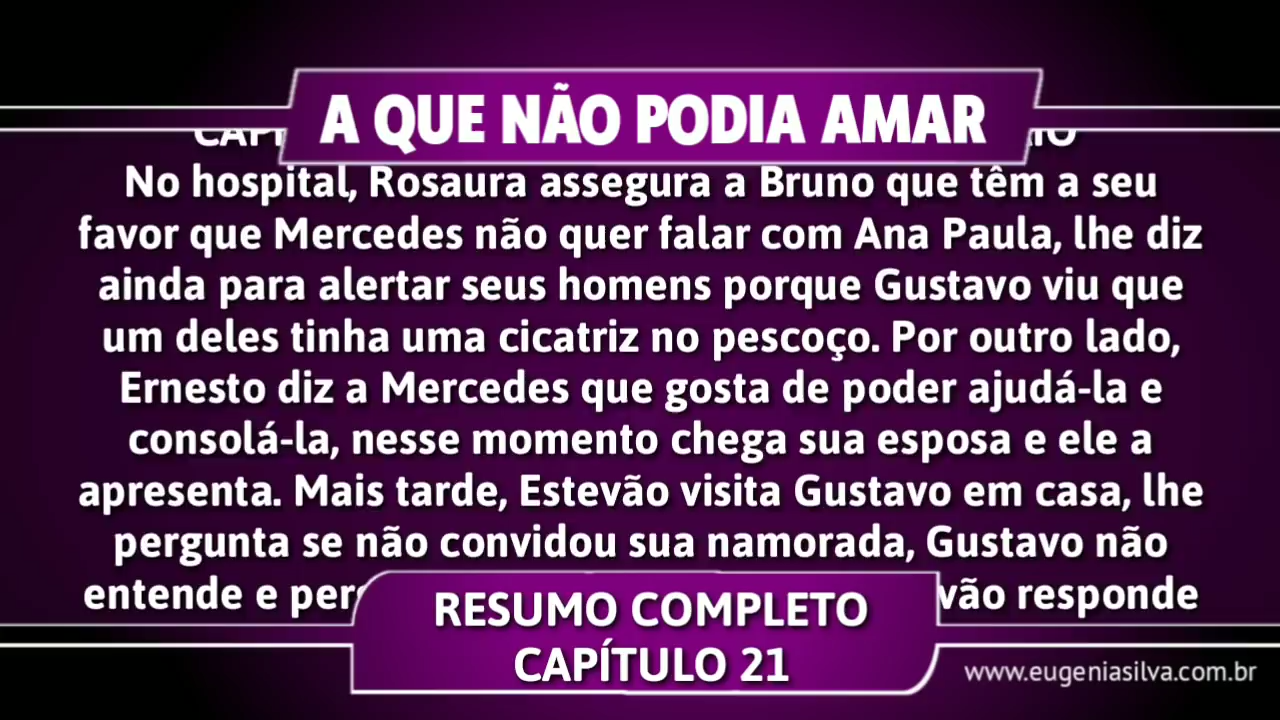 A QUE NÃO PODIA AMAR
No hospital, Rosaura assegura a Bruno que têm a seu
favor que Mercedes não quer falar com Ana Paula, lhe diz
ainda para alertar seus homens porque Gustavo viu que
um deles tinha uma cicatriz no pescoço. Por outro lado,
Ernesto diz a Mercedes que gosta de poder ajudá-la e
consolá-la, nesse momento chega sua esposa e ele a
apresenta. Mais tarde, Estevão visita Gustavo em casa, lhe
pergunta se não convidou sua namorada, Gustavo não
entende e responde
RESUMO COMPLETO
CAPÍTULO 21
www.eugeniasilva.com.br